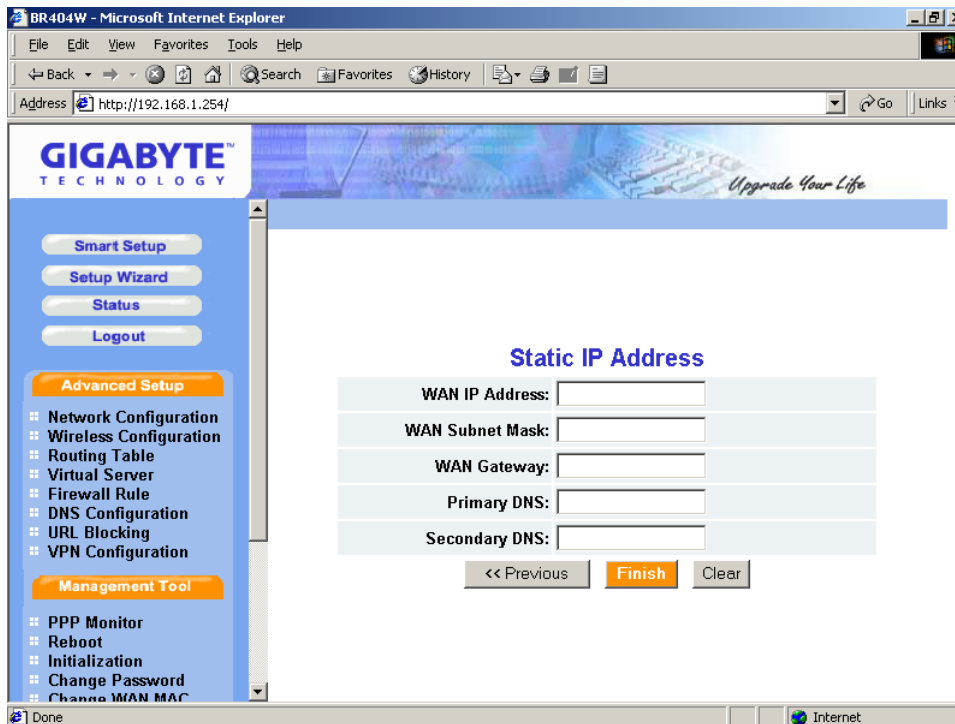 BR404W - Microsoft Internet Explorer
File Edit View Favorites Tools Help
Back Search Favorites History
Address http://192.168.1.254/ Go Links
GIGABYTE™
TECHNOLOGY
Upgrade Your Life
Smart Setup
Setup Wizard
Status
Logout
Advanced Setup
Network Configuration
Wireless Configuration
Routing Table
Virtual Server
Firewall Rule
DNS Configuration
URL Blocking
VPN Configuration
Management Tool
PPP Monitor
Reboot
Initialization
Change Password
Change WAN MAC
Static IP Address
WAN IP Address:
WAN Subnet Mask:
WAN Gateway:
Primary DNS:
Secondary DNS:
<< Previous Finish Clear
Done Internet